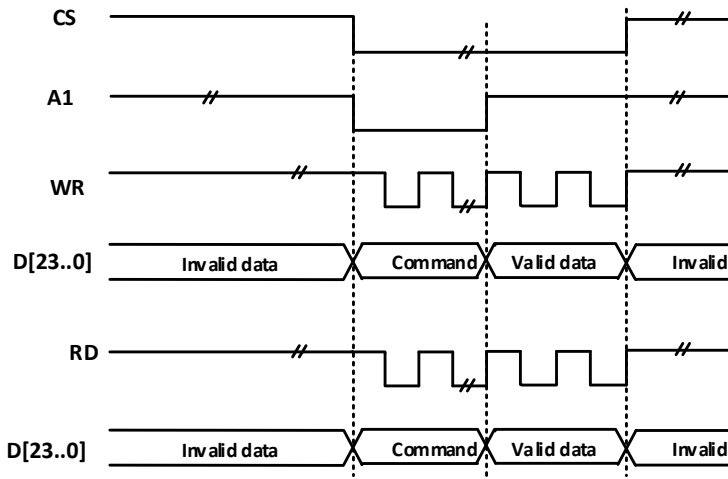 CS
A1
WR
D[23..0] Invalid data Command Valid data Invalid
RD
D[23..0] Invalid data Command Valid data Invalid